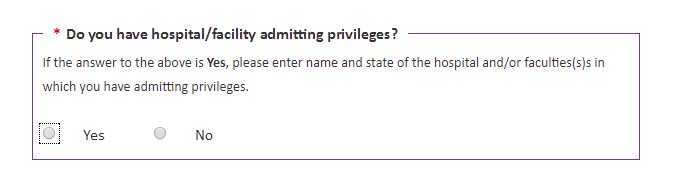 * Do you have hospital/facility admitting privileges?
If the answer to the above is Yes, please enter name and state of the hospital and/or faculties(s)s in
which you have admitting privileges.
Yes No